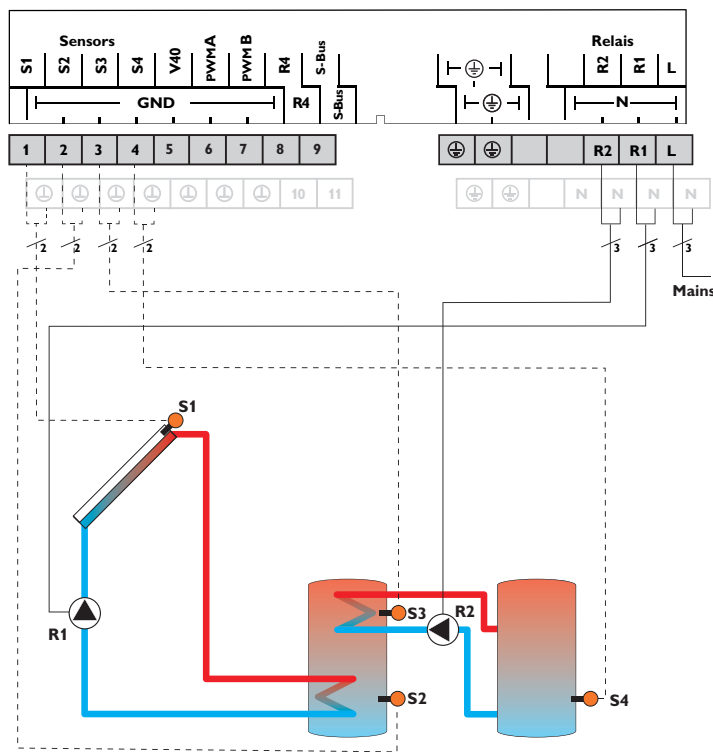 Sensors
Relais
S1 S2 S3 S4 V40 PWM A PWM B R4 S-Bus
R2 R1 L
GND R4 S-Bus
N
1 2 3 4 5 6 7 8 9
R2 R1 L
10 11
N N N N
2 2 2 2
3 3 3
Mains
S1
S3
R2
R1
S2
S4